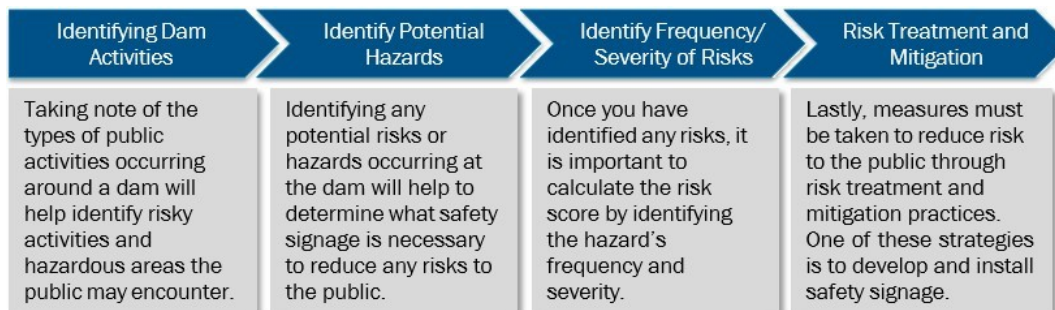 Identifying Dam
Activities
Taking note of the
types of public
activities occurring
around a dam will
help identify risky
activities and
hazardous areas the
public may encounter.
Identify Potential
Hazards
Identifying any
potential risks or
hazards occurring at
the dam will help to
determine what safety
signage is necessary
to reduce any risks to
the public.
Identify Frequency/
Severity of Risks
Once you have
identified any risks, it
is important to
calculate the risk
score by identifying
the hazard's
frequency and
severity.
Risk Treatment and
Mitigation
Lastly, measures must
be taken to reduce risk
to the public through
risk treatment and
mitigation practices.
One of these strategies
is to develop and install
safety signage.